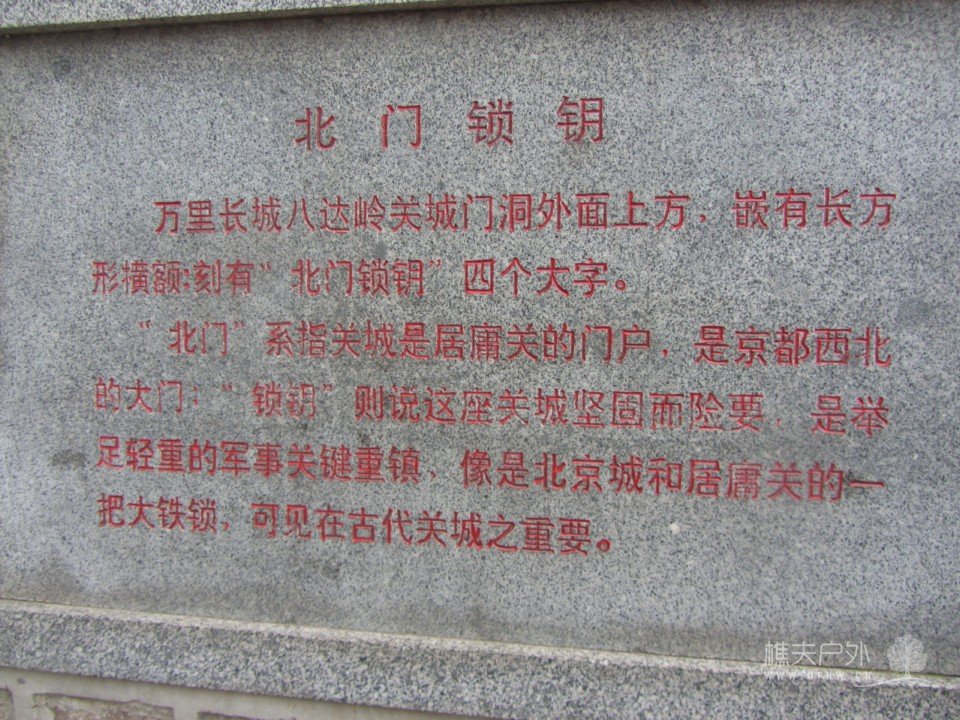 北门锁钥
万里长城八达岭关城门洞外面上方，嵌有长方
形横额；刻有“北门锁钥”四个大字。
“北门”系指关城是居庸关的门户，是京都西北
的大门；“锁钥”则说这座关城坚固而险要，是举
足轻重的军事关键重镇，像是北京城和居庸关的一
把大铁锁，可见在古代关城之重要。
樵夫户外